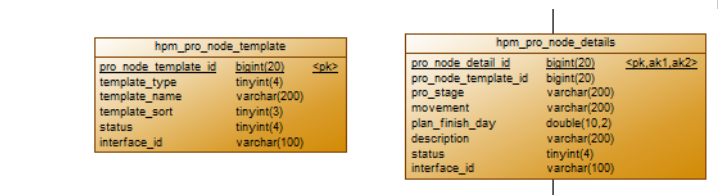 hpm_pro_node_template
pro_node_template_id bigint(20) <pk>
template_type tinyint(4)
template_name varchar(200)
template_sort tinyint(3)
status tinyint(4)
interface_id varchar(100)
hpm_pro_node_details
pro_node_detail_id bigint(20) <pk,ak1,ak2>
pro_node_template_id bigint(20)
pro_stage varchar(200)
movement varchar(200)
plan_finish_day double(10,2)
description varchar(200)
status tinyint(4)
interface_id varchar(100)